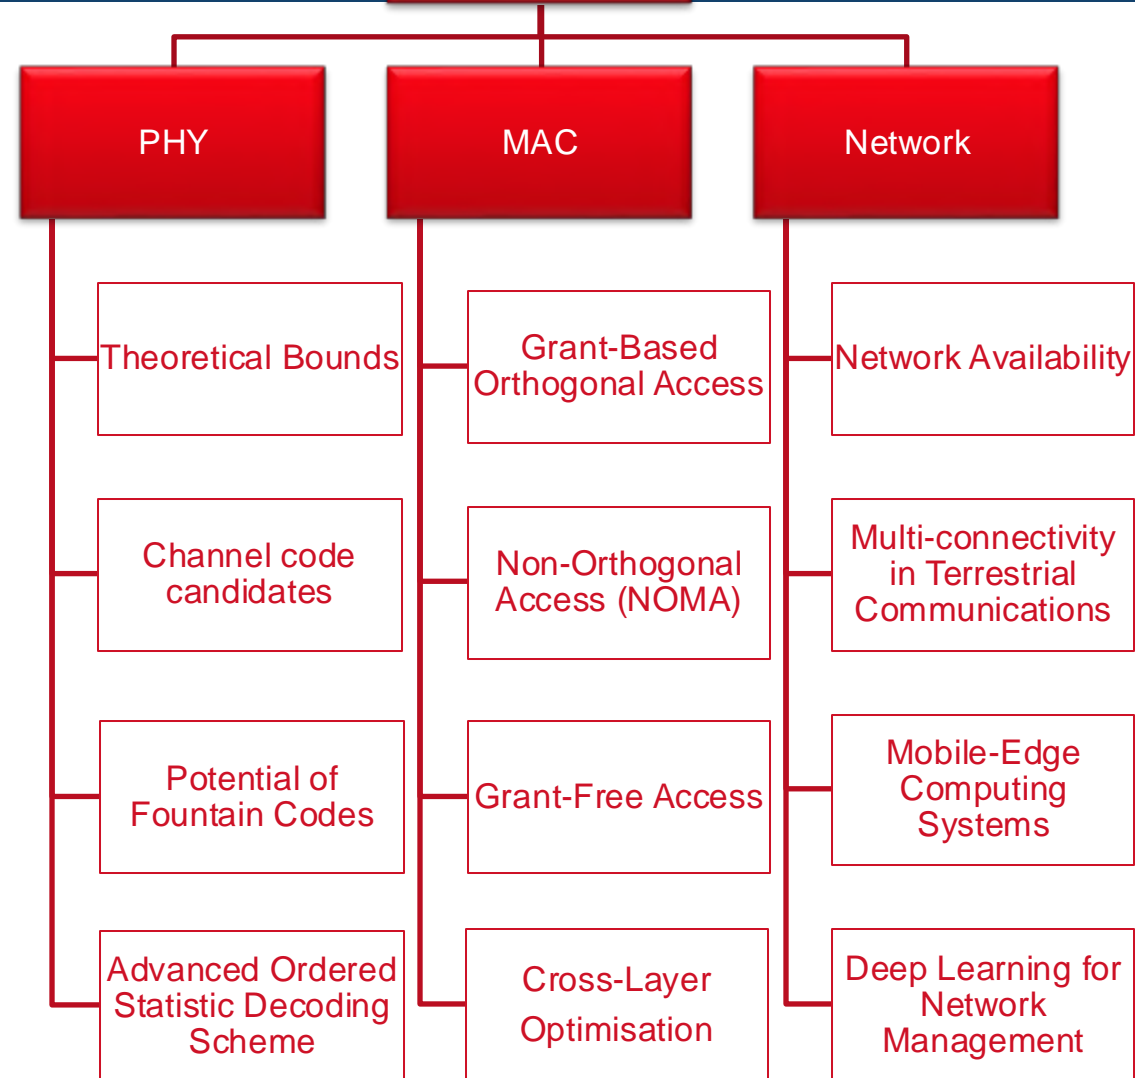 PHY
MAC
Network
Theoretical Bounds
Channel code
candidates
Potential of
Fountain Codes
Advanced Ordered
Statistic Decoding
Scheme
Grant-Based
Orthogonal Access
Non-Orthogonal
Access (NOMA)
Grant-Free Access
Cross-Layer
Optimisation
Network Availability
Multi-connectivity
in Terrestrial
Communications
Mobile-Edge
Computing
Systems
Deep Learning for
Network
Management